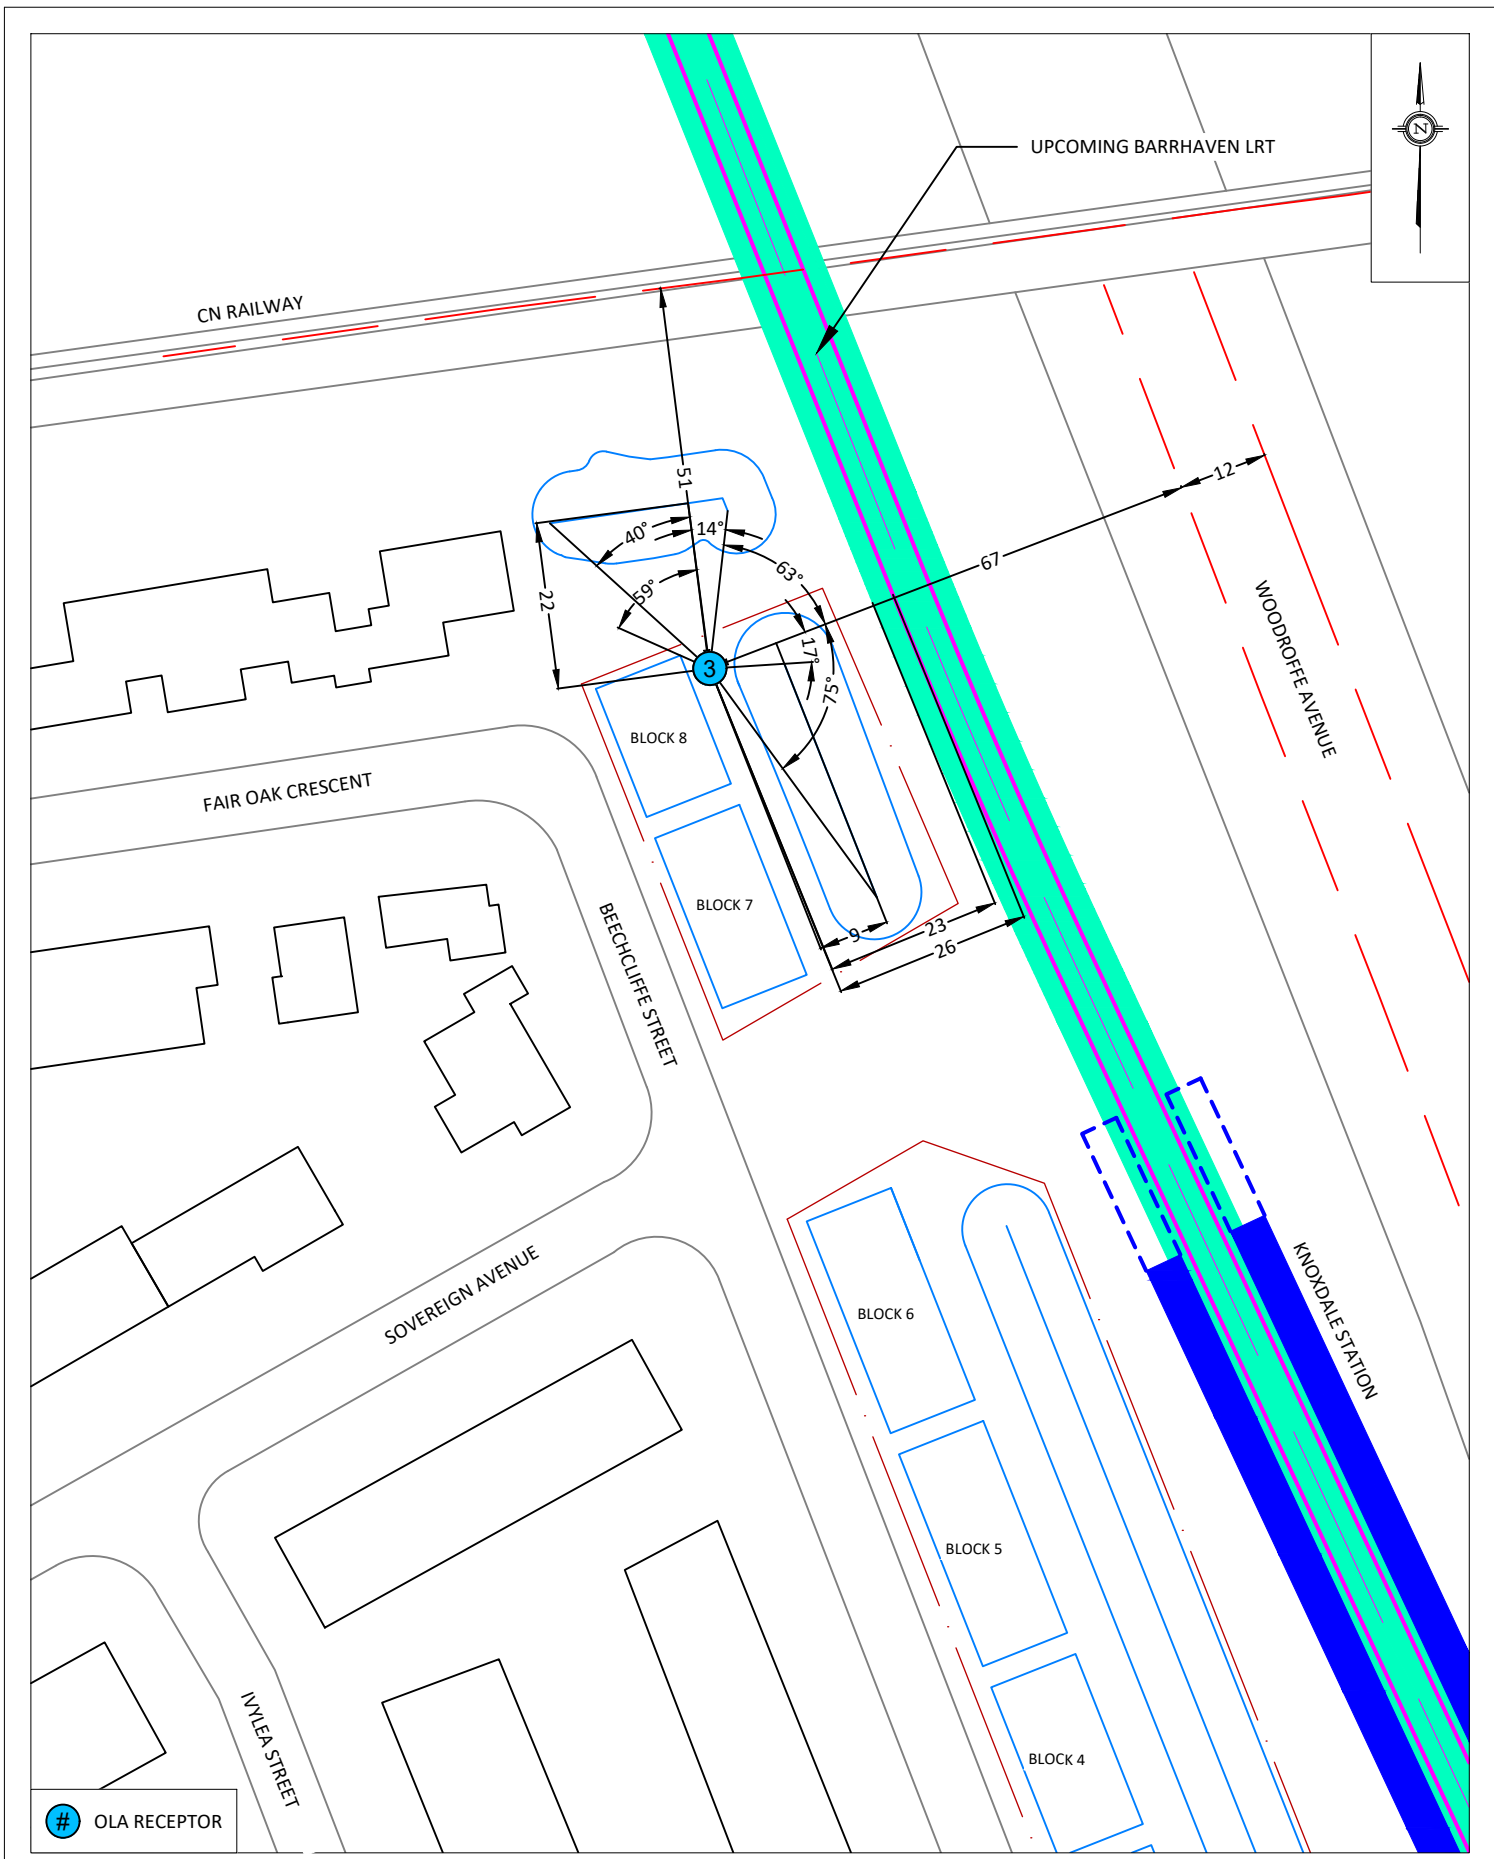 UPCOMING BARRHAVEN LRT
N
CN RAILWAY
51
12
40°
14°
63°
67
59°
22
17°
75°
3
WOODROFFE AVENUE
BLOCK 8
FAIR OAK CRESCENT
BLOCK 7
9
23
26
BEECHCLIFFE STREET
SOVEREIGN AVENUE
KNOXDALE STATION
BLOCK 6
BLOCK 5
BLOCK 4
IVYLEA STREET
# OLA RECEPTOR